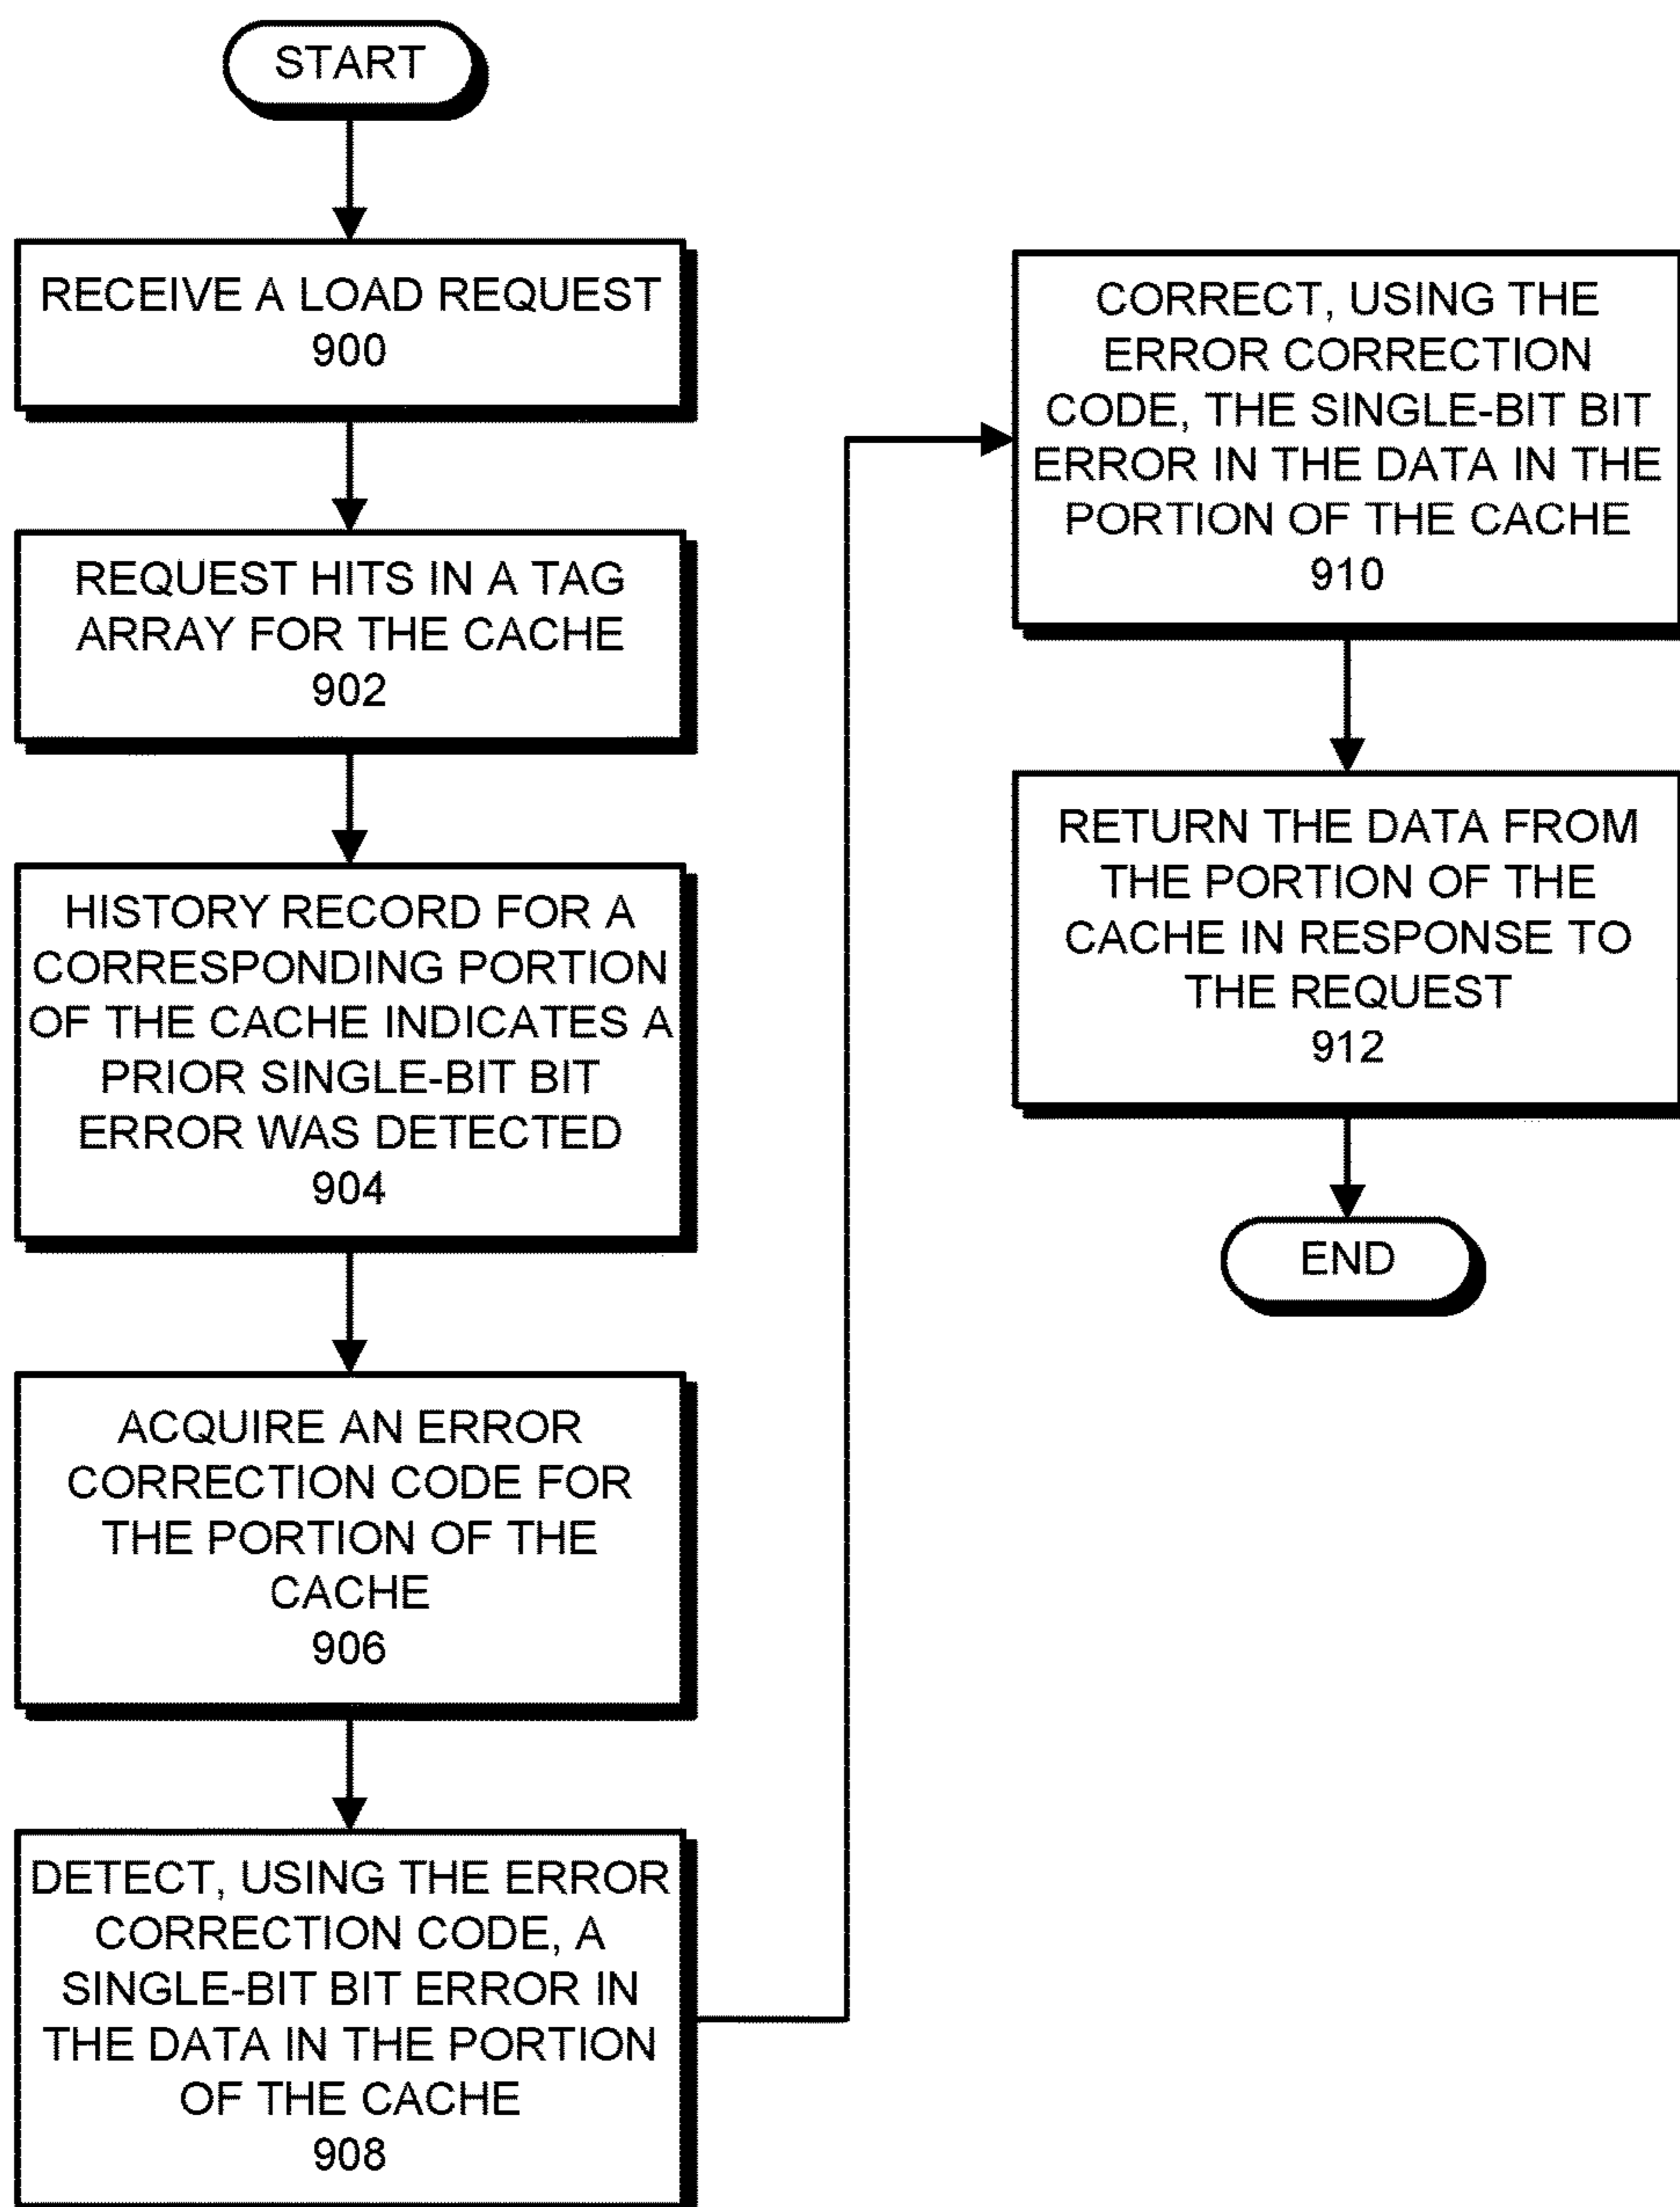 START
RECEIVE A LOAD REQUEST
900
REQUEST HITS IN A TAG
ARRAY FOR THE CACHE
902
HISTORY RECORD FOR A
CORRESPONDING PORTION
OF THE CACHE INDICATES A
PRIOR SINGLE-BIT BIT
ERROR WAS DETECTED
904
ACQUIRE AN ERROR
CORRECTION CODE FOR
THE PORTION OF THE
CACHE
906
DETECT, USING THE ERROR
CORRECTION CODE, A
SINGLE-BIT BIT ERROR IN
THE DATA IN THE PORTION
OF THE CACHE
908
CORRECT, USING THE
ERROR CORRECTION
CODE, THE SINGLE-BIT BIT
ERROR IN THE DATA IN THE
PORTION OF THE CACHE
910
RETURN THE DATA FROM
THE PORTION OF THE
CACHE IN RESPONSE TO
THE REQUEST
912
END